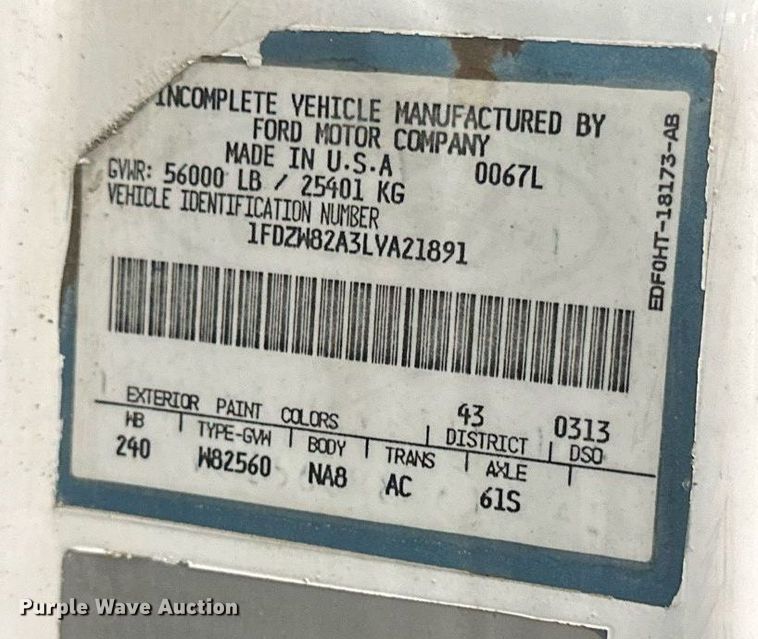 INCOMPLETE VEHICLE MANUFACTURED BY
FORD MOTOR COMPANY
MADE IN U.S.A 0067L
GVWR: 56000 LB / 25401 KG
VEHICLE IDENTIFICATION NUMBER
1FDZW82A3LVA21891
EXTERIOR PAINT COLORS 43 0313
WB TYPE-GVW BODY TRANS DISTRICT AXLE DSO
240 W82560 NA8 AC 61S
EDF0HT-18173-AB
Purple Wave Auction